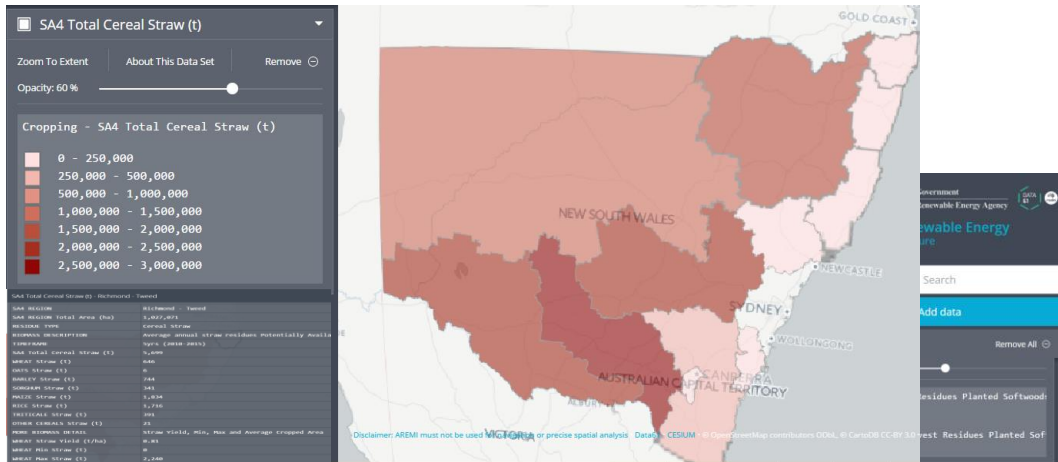 SA4 Total Cereal Straw (t)
Zoom To Extent About This Data Set Remove
Opacity: 60 %
Cropping - SA4 Total Cereal Straw (t)
0 - 250,000
250,000 - 500,000
500,000 - 1,000,000
1,000,000 - 1,500,000
1,500,000 - 2,000,000
2,000,000 - 2,500,000
2,500,000 - 3,000,000
SA4 Total Cereal Straw (t) - Richmond - Tweed
SA4 REGION Richmond - Tweed
SA4 REGION Total Area (ha) 1,027,071
RESIDUE TYPE Cereal Straw
BIOMASS DESCRIPTION Average annual straw residues Potentially Availa
TIMEFRAME 5yrs (2010-2015)
SA4 Total Cereal Straw (t) 5,699
WHEAT Straw (t) 646
OATS Straw (t) 6
BARLEY Straw (t) 744
SORGHUM Straw (t) 341
MAIZE Straw (t) 1,834
RICE Straw (t) 1,716
TRITICALE Straw (t) 391
OTHER CEREALS Straw (t) 21
MORE BIOMASS DETAIL Straw Yield, Min, Max and Average Cropped Area
WHEAT Straw Yield (t/ha) 0.81
WHEAT Min Straw (t) 0
WHEAT Max Straw (t) 2,240
GOLD COAST
NEW SOUTH WALES
NEWCASTLE
SYDNEY
WOLLONGONG
CANBERRA
AUSTRALIAN CAPITAL TERRITORY
ALBURY
VICTORIA
Disclaimer: AREMI must not be used for or precise spatial analysis Data CESIUM © OpenStreetMap contributors ODbL, © CartoDB CC-BY 3.0
Government
Renewable Energy Agency
DATA
61
ewable Energy
ure
Search
Add data
Remove All
Residues Planted Softwoods
vest Residues Planted Sof